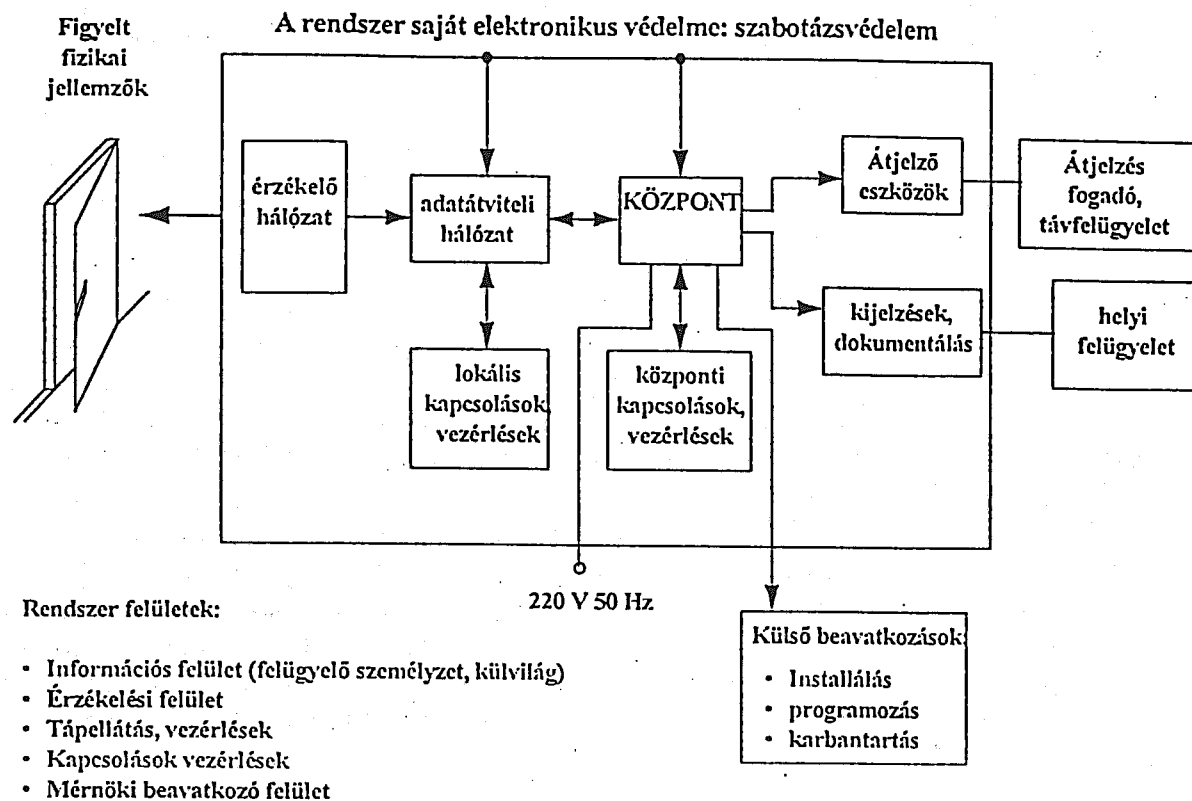 Figyelt
fizikai
jellemzők
A rendszer saját elektronikus védelme: szabotázsvédelem
érzékelő
hálózat
adatátviteli
hálózat
KÖZPONT
Átjelző
eszközök
Átjelzés
fogadó,
távfelügyelet
kijelzések,
dokumentálás
helyi
felügyelet
lokális
kapcsolások,
vezérlések
központi
kapcsolások,
vezérlések
220 V 50 Hz
Külső beavatkozások:
• Installálás
• programozás
• karbantartás
Rendszer felületek:
• Információs felület (felügyelő személyzet, külvilág)
• Érzékelési felület
• Tápellátás, vezérlések
• Kapcsolások vezérlések
• Mérnöki beavatkozó felület